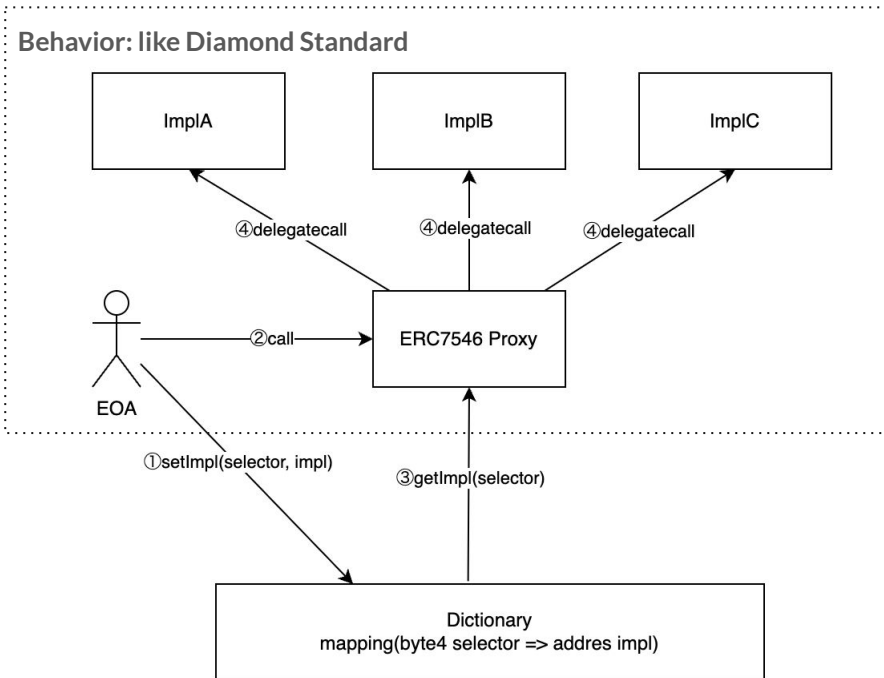 Behavior: like Diamond Standard
ImplA
ImplB
ImplC
④delegatecall
④delegatecall
④delegatecall
②call
ERC7546 Proxy
EOA
①setImpl(selector, impl)
③getImpl(selector)
Dictionary
mapping(byte4 selector => addres impl)